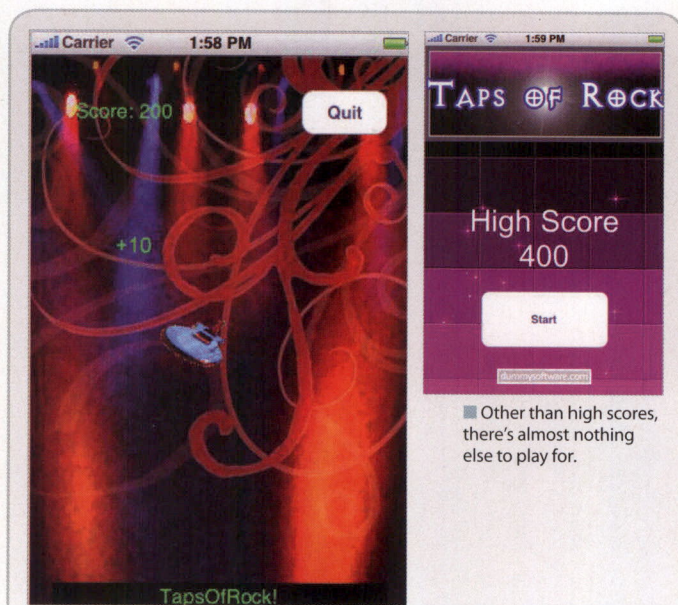 Carrier 1:58 PM
Score: 200
Quit
+10
TapsOfRock!
Carrier 1:59 PM
TAPS OF ROCK
High Score
400
Start
dummysoftware.com
Other than high scores,
there's almost nothing
else to play for.